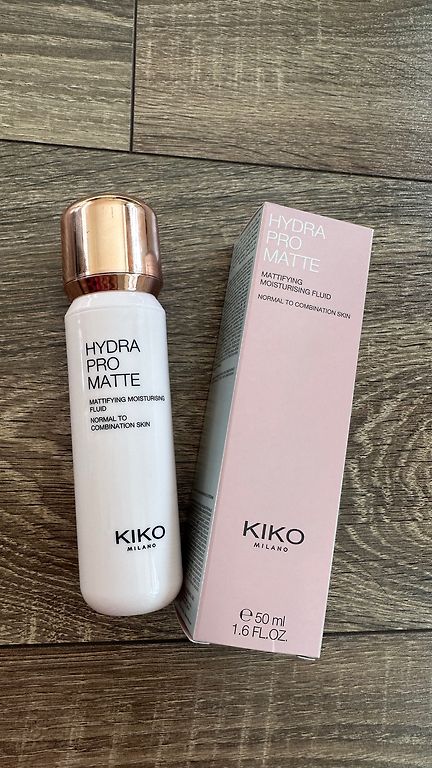 HYDRA
PRO
MATTE
MATTIFYING MOISTURISING
FLUID
NORMAL TO
COMBINATION SKIN
KIKO
MILANO
HYDRA
PRO
MATTE
MATTIFYING
MOISTURISING FLUID
NORMAL TO COMBINATION SKIN
KIKO
MILANO
℮ 50 ml
1.6 FL.OZ.